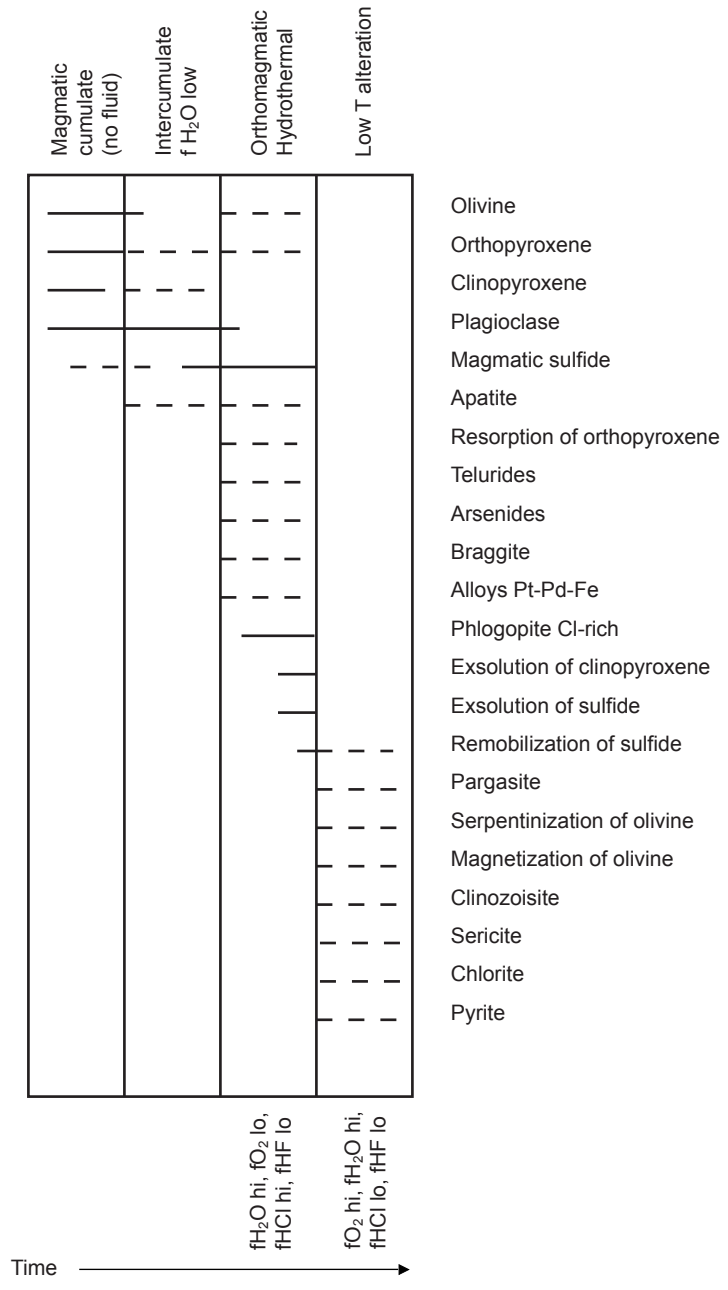 Magmatic
cumulate
(no fluid)
Intercumulate
f H₂O low
Orthomagmatic
Hydrothermal
Low T alteration
Olivine
Orthopyroxene
Clinopyroxene
Plagioclase
Magmatic sulfide
Apatite
Resorption of orthopyroxene
Telurides
Arsenides
Braggite
Alloys Pt-Pd-Fe
Phlogopite Cl-rich
Exsolution of clinopyroxene
Exsolution of sulfide
Remobilization of sulfide
Pargasite
Serpentinization of olivine
Magnetization of olivine
Clinozoisite
Sericite
Chlorite
Pyrite
fH₂O hi, fO₂ lo,
fHCl hi, fHF lo
fO₂ hi, fH₂O hi,
fHCl lo, fHF lo
Time